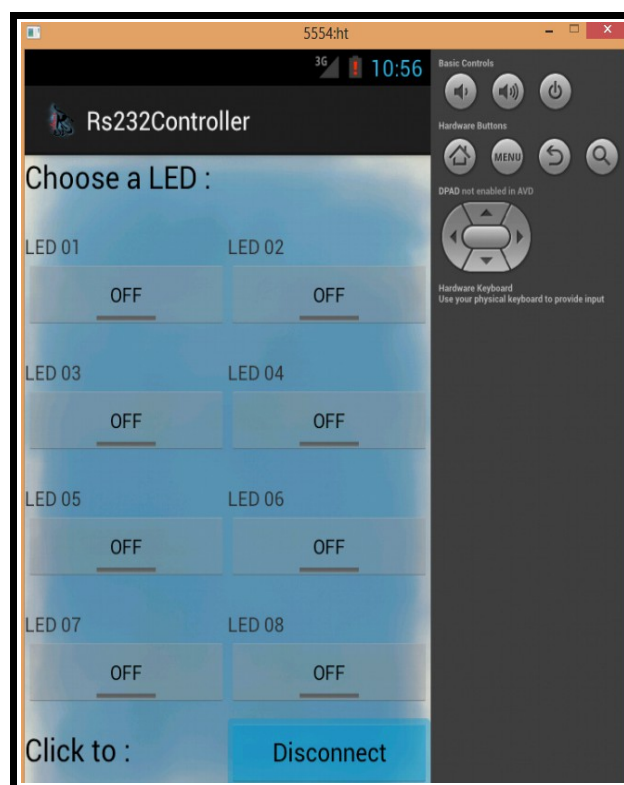 5554:ht
3G
10:56
Rs232Controller
Choose a LED :
LED 01
LED 02
OFF
OFF
LED 03
LED 04
OFF
OFF
LED 05
LED 06
OFF
OFF
LED 07
LED 08
OFF
OFF
Click to :
Disconnect
Basic Controls
Hardware Buttons
MENU
DPAD not enabled in AVD
Hardware Keyboard
Use your physical keyboard to provide input